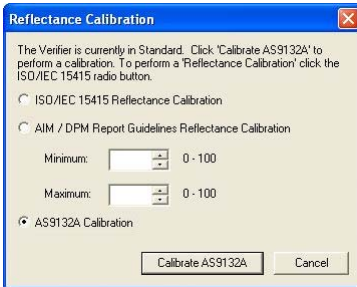 Reflectance Calibration
The Verifier is currently in Standard. Click 'Calibrate AS9132A' to
perform a calibration. To perform a 'Reflectance Calibration' click the
ISO/IEC 15415 radio button.
ISO/IEC 15415 Reflectance Calibration
AIM / DPM Report Guidelines Reflectance Calibration
Minimum: 0 - 100
Maximum: 0 - 100
AS9132A Calibration
Calibrate AS9132A Cancel